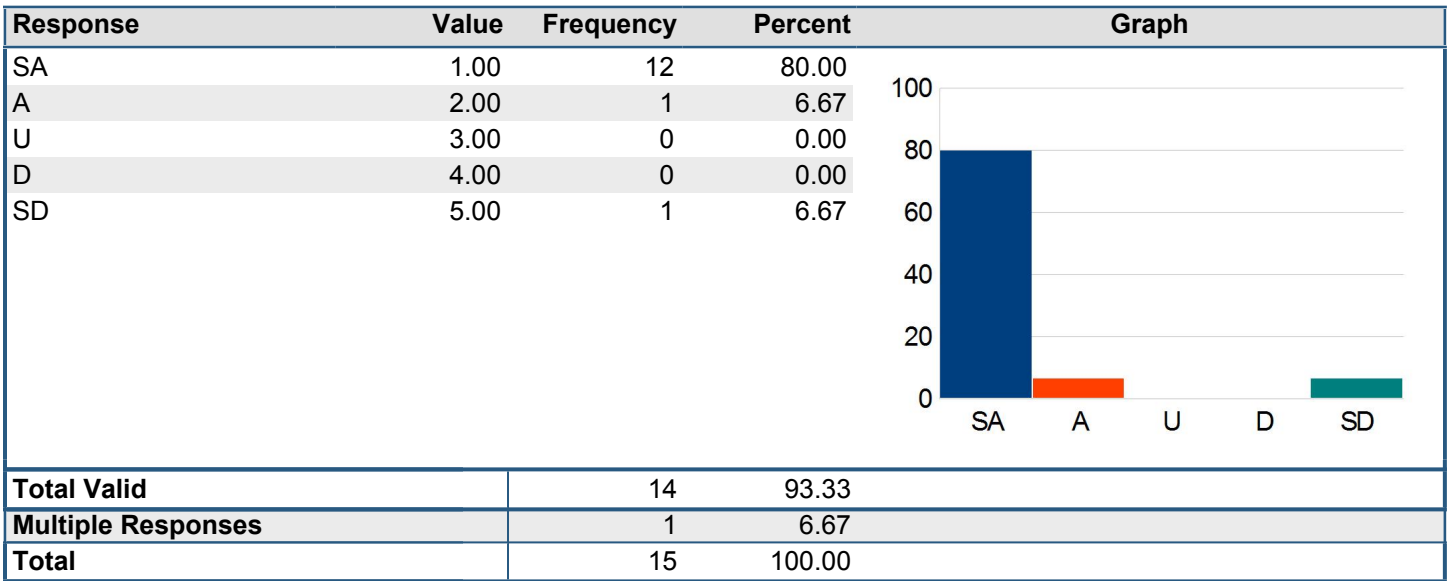 Response Value Frequency Percent Graph
SA 1.00 12 80.00
A 2.00 1 6.67
U 3.00 0 0.00
D 4.00 0 0.00
SD 5.00 1 6.67
100
80
60
40
20
0
SA A U D SD
Total Valid 14 93.33
Multiple Responses 1 6.67
Total 15 100.00